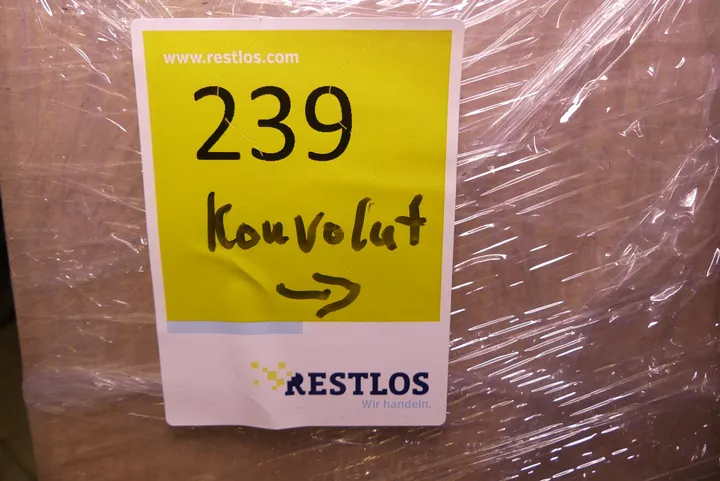 www.restlos.com
239
Konvolut
→
RESTLOS
Wir handeln.